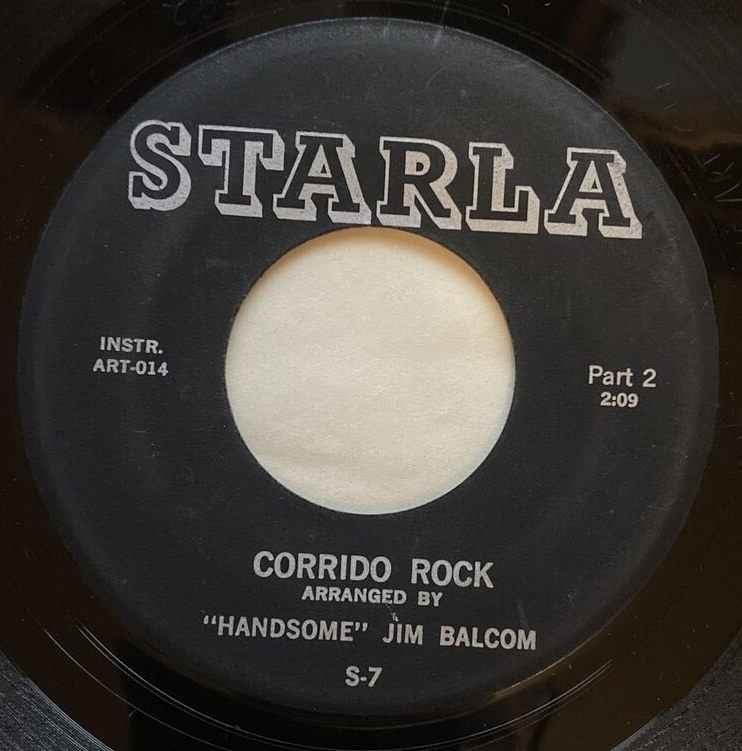 STARLA
INSTR.
ART-014
Part 2
2:09
CORRIDO ROCK
ARRANGED BY
“HANDSOME” JIM BALCOM
S-7